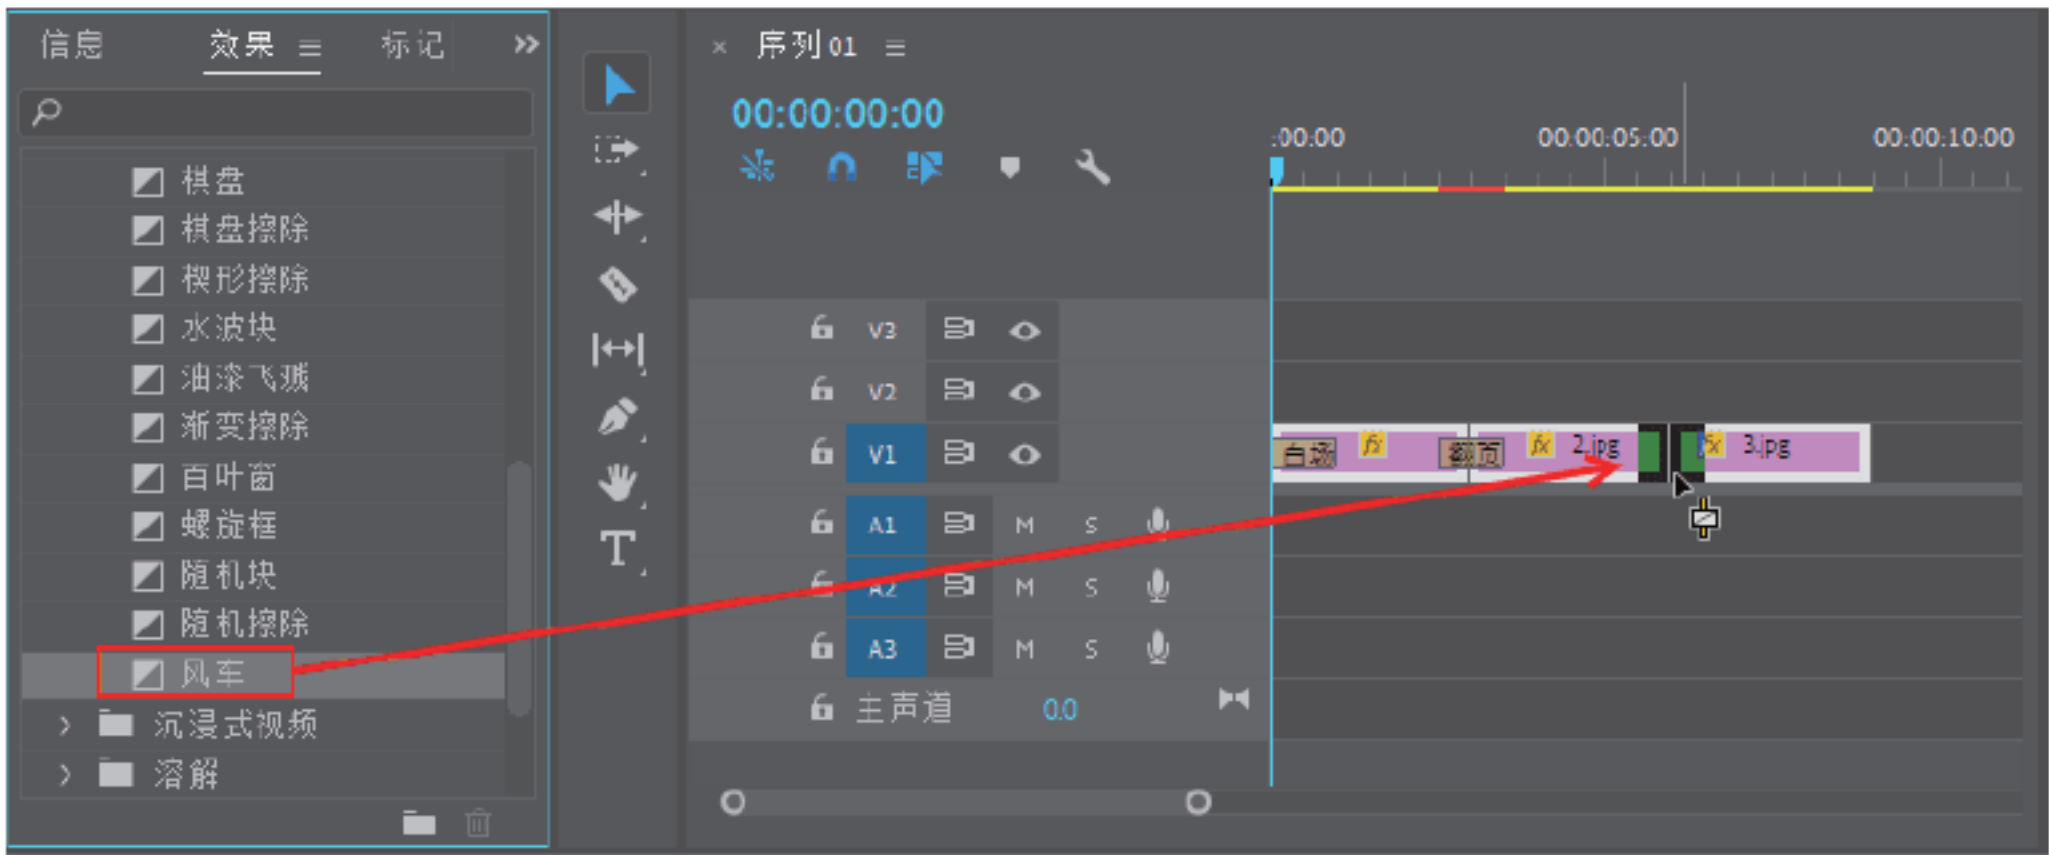 信息 效果 标记
棋盘
棋盘擦除
楔形擦除
水波块
油漆飞溅
渐变擦除
百叶窗
螺旋框
随机块
随机擦除
风车
沉浸式视频
溶解
T
× 序列 01
00:00:00:00
:00:00 00:00:05:00 00:00:10:00
V3
V2
V1
白场 fx 翻页 fx 2.jpg fx 3.jpg
A1 M S
A2 M S
A3 M S
主声道 0.0